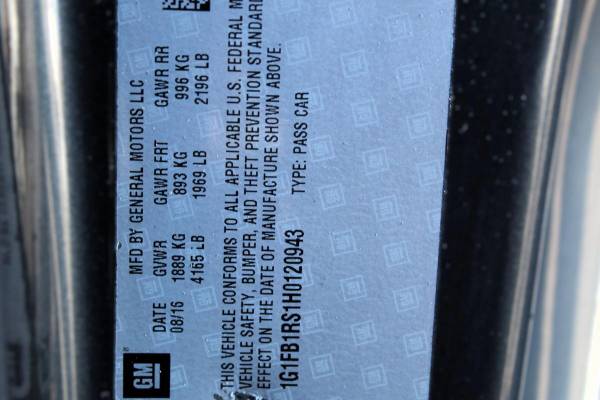 GM
MFD BY GENERAL MOTORS LLC
DATE GVWR GAWR FRT GAWR RR
08/16 1889 KG 893 KG 996 KG
4165 LB 1969 LB 2196 LB
THIS VEHICLE CONFORMS TO ALL APPLICABLE U.S. FEDERAL M
VEHICLE SAFETY, BUMPER, AND THEFT PREVENTION STANDARD
EFFECT ON THE DATE OF MANUFACTURE SHOWN ABOVE.
1G1FB1RS1H0120943 TYPE: PASS CAR